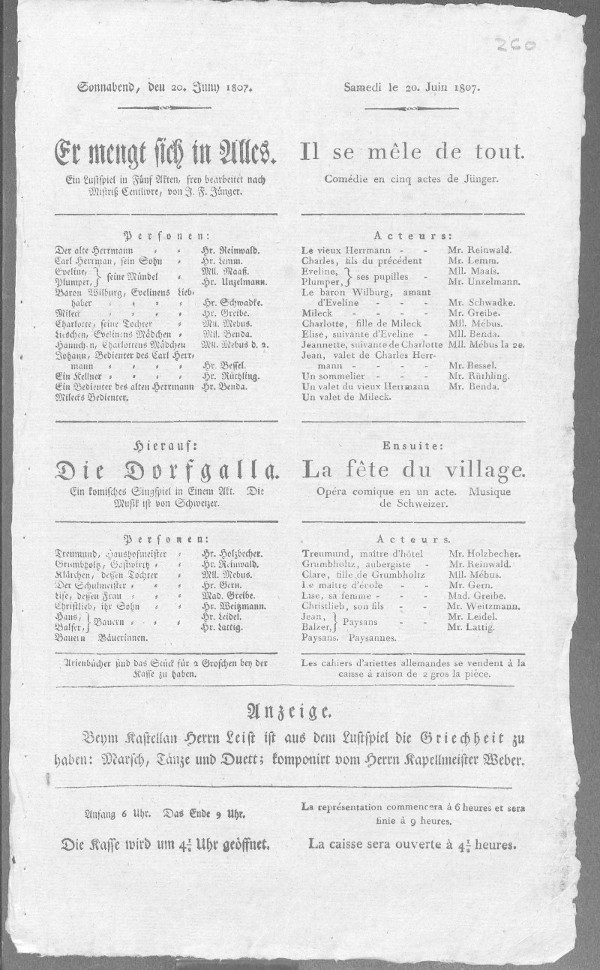 260
Sonnabend, den 20. Juny 1807.
Er mengt sich in Alles.
Ein Lustspiel in Fünf Akten, frey bearbeitet nach
Mistriß Centlivre, von J. F. Jünger.
Personen:
Der alte Herrmann - - Hr. Reinwald.
Carl Herrman, sein Sohn - Hr. Lemm.
Eveline, } seine Mündel - Mll. Maaß.
Plumper, } Hr. Unzelmann.
Baron Wilburg, Evelinens Lieb-
haber - - - Hr. Schwadke.
Mileck - - - Hr. Greibe.
Charlotte, seine Tochter - Mll. Mebus.
Lieschen, Evelinens Mädchen - Mll. Benda.
Hannchen, Charlottens Mädchen Mll. Mebus d. 2.
Johann, Bedienter des Carl Herr-
mann - - - - Hr. Bessel.
Ein Kellner - - - Hr. Rüthling.
Ein Bedienter des alten Herrmann Hr. Benda.
Milecks Bedienter.
Hierauf:
Die Dorfgalla.
Ein komisches Singspiel in Einem Akt. Die
Musik ist von Schweizer.
Personen:
Treumund, Haushofmeister - Hr. Holzbecher.
Grumbholz, Gastwirth - Hr. Reinwald.
Klärchen, dessen Tochter - Mll. Mebus.
Der Schulmeister - - Hr. Gern.
Lise, dessen Frau - - Mad. Greibe.
Christlieb, ihr Sohn - Hr. Weitzmann.
Hans, } Bauern - - Hr. Leidel.
Balser, } Hr. Lattig.
Bauern Bäuerinnen.
Arienbücher sind das Stück für 2 Groschen bey der
Kasse zu haben.
Samedi le 20. Juin 1807.
Il se mêle de tout.
Comédie en cinq actes de Jünger.
Acteurs:
Le vieux Herrmann - - Mr. Reinwald.
Charles, fils du précédent Mr. Lemm.
Eveline, } ses pupilles - Mll. Maaís.
Plumper, } Mr. Unzelmann.
Le baron Wilburg, amant
d'Eveline - - - Mr. Schwadke.
Mileck - - - - Mr. Greibe.
Charlotte, fille de Mileck Mll. Mébus.
Elise, suivante d'Eveline - Mll. Benda.
Jeannette, suivante de Charlotte Mll. Mébus la 2e.
Jean, valet de Charles Herr-
mann - - - - Mr. Bessel.
Un sommelier - - - Mr. Rüthling.
Un valet du vieux Herrmann Mr. Benda.
Un valet de Mileck.
Ensuite:
La fête du village.
Opéra comique en un acte. Musique
de Schweizer.
Acteurs.
Treumund, maître d'hôtel Mr. Holzbecher.
Grumbholtz, aubergiste - Mr. Reinwald.
Clare, fille de Grumbholtz Mll. Mébus.
Le maître d'école - - Mr. Gern.
Lise, sa femme - - - Mad. Greibe.
Christlieb, son fils - - Mr. Weitzmann.
Jean, } Paysans - - Mr. Leidel.
Balzer, } Mr. Lattig.
Paysans. Paysannes.
Les cahiers d'ariettes allemandes se vendent à la
caisse à raison de 2 gros la pièce.
Anzeige.
Beym Kastellan Herrn Leist ist aus dem Lustspiel die Griechheit zu
haben: Marsch, Tänze und Duett; komponirt vom Herrn Kapellmeister Weber.
Anfang 6 Uhr. Das Ende 9 Uhr.
Die Kasse wird um 4½ Uhr geöffnet.
La représentation commencera à 6 heures et sera
finie à 9 heures.
La caisse sera ouverte à 4½ heures.